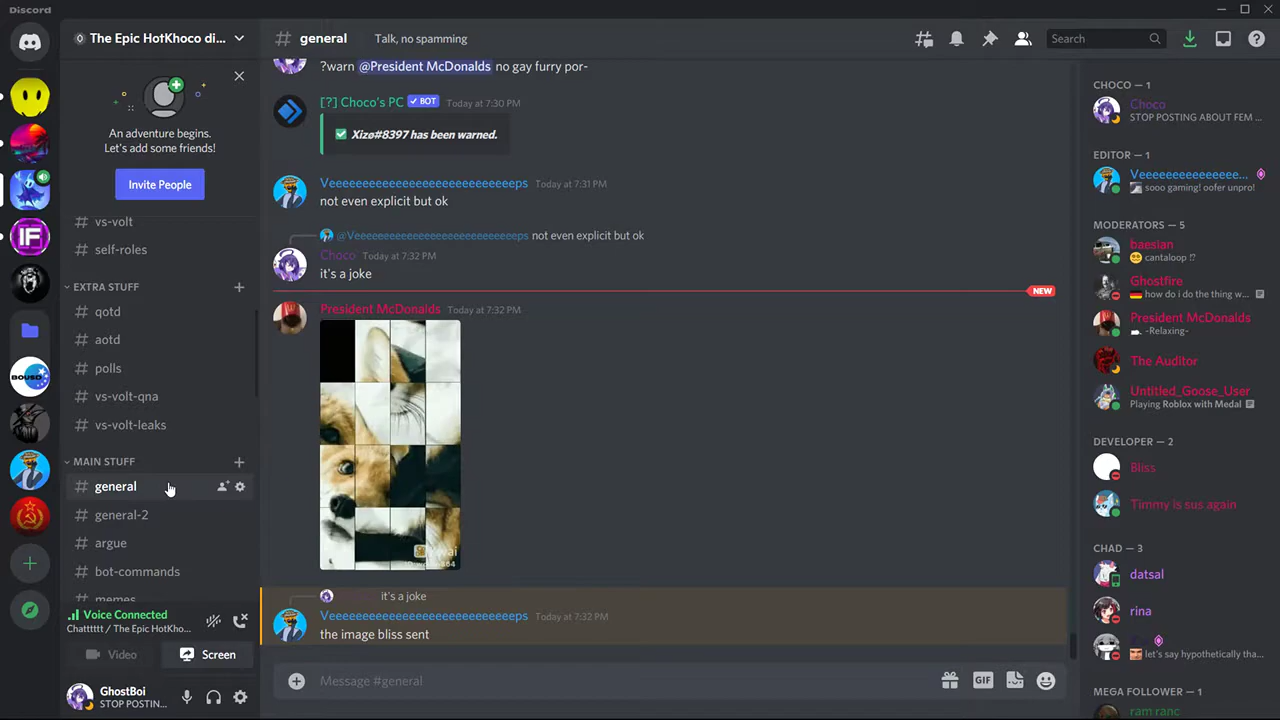 Discord
The Epic HotKhoco di...
general
Talk, no spamming
Search
An adventure begins.
Let's add some friends!
Invite People
vs-volt
self-roles
EXTRA STUFF
qotd
aotd
polls
vs-volt-qna
vs-volt-leaks
MAIN STUFF
general
general-2
argue
bot-commands
memes
Voice Connected
Chatttttt / The Epic HotKho...
Video
Screen
GhostBoi
STOP POSTIN...
?warn @President McDonalds no gay furry por-
[?] Choco's PC BOT Today at 7:30 PM
Xizø#8397 has been warned.
Veeeeeeeeeeeeeeeeeeeeeeeeeeps Today at 7:31 PM
not even explicit but ok
@Veeeeeeeeeeeeeeeeeeeeeeeeeeps not even explicit but ok
Choco Today at 7:32 PM
it's a joke
NEW
President McDonalds Today at 7:32 PM
it's a joke
Veeeeeeeeeeeeeeeeeeeeeeeeeeps Today at 7:32 PM
the image bliss sent
Message #general
GIF
CHOCO — 1
Choco
STOP POSTING ABOUT FEM ...
EDITOR — 1
Veeeeeeeeeeeeeee...
sooo gaming! oofer unpro!
MODERATORS — 5
baesian
cantaloop !?
Ghostfire
how do i do the thing w...
President McDonalds
-Relaxing-
The Auditor
Untitled_Goose_User
Playing Roblox with Medal
DEVELOPER — 2
Bliss
Timmy is sus again
CHAD — 3
datsal
rina
let's say hypothetically tha...
MEGA FOLLOWER — 1
ram ranc